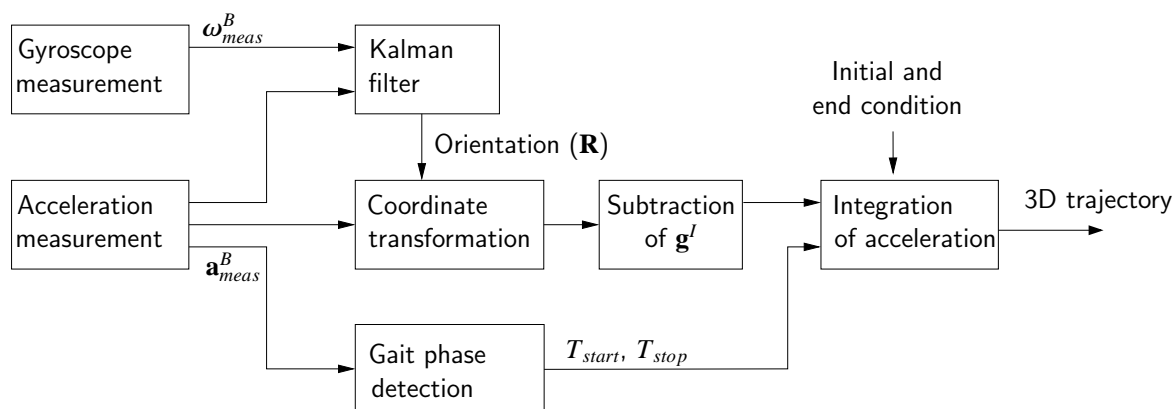 ω^B_meas
Gyroscope
measurement
Kalman
filter
Initial and
end condition
Orientation (R)
Acceleration
measurement
Coordinate
transformation
Subtraction
of g^I
Integration
of acceleration
3D trajectory
a^B_meas
Gait phase
detection
T_start, T_stop